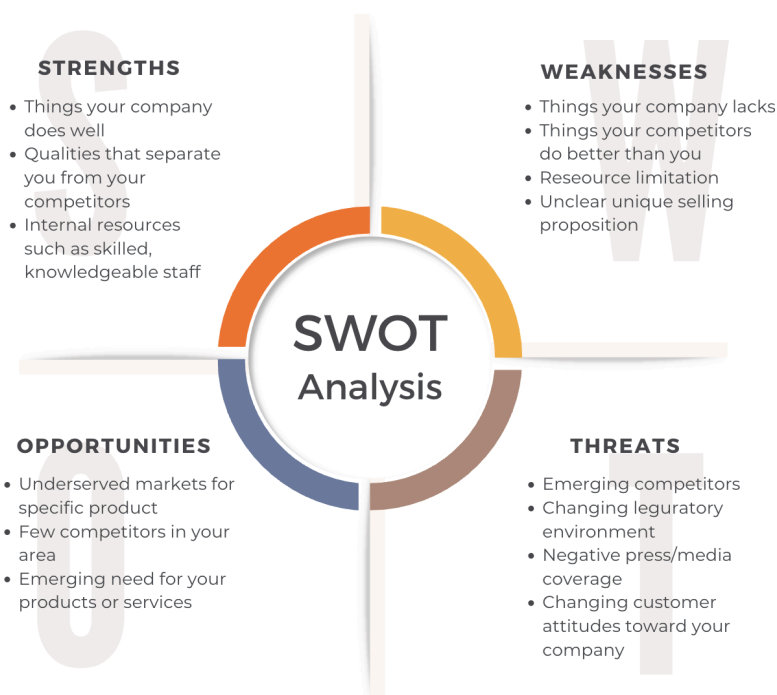 STRENGTHS
• Things your company
does well
• Qualities that separate
you from your
competitors
• Internal resources
such as skilled,
knowledgeable staff
WEAKNESSES
• Things your company lacks
• Things your competitors
do better than you
• Reseource limitation
• Unclear unique selling
proposition
SWOT
Analysis
OPPORTUNITIES
• Underserved markets for
specific product
• Few competitors in your
area
• Emerging need for your
products or services
THREATS
• Emerging competitors
• Changing leguratory
environment
• Negative press/media
coverage
• Changing customer
attitudes toward your
company
S
W
O
T